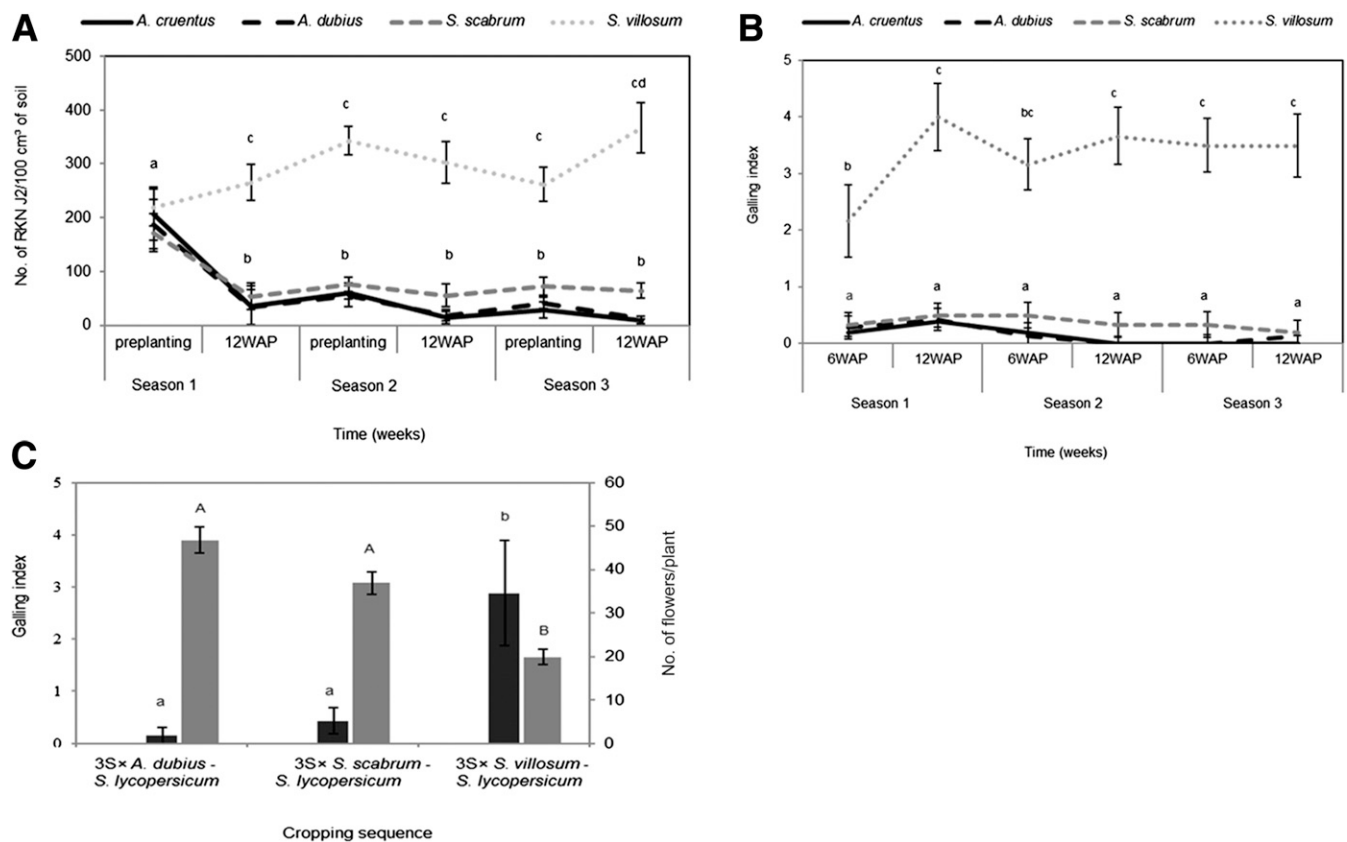 A
A. cruentus A. dubius S. scabrum S. villosum
No. of RKN J2/100 cm³ of soil
500
400
300
200
100
0
a
c
c
c
c
cd
b
b
b
b
b
preplanting 12WAP preplanting 12WAP preplanting 12WAP
Season 1 Season 2 Season 3
Time (weeks)
B
A. cruentus A. dubius S. scabrum S. villosum
Galling index
5
4
3
2
1
0
b
c
bc
c
c
c
a
a
a
a
a
a
6WAP 12WAP 6WAP 12WAP 6WAP 12WAP
Season 1 Season 2 Season 3
Time (weeks)
C
Galling index
5
4
3
2
1
0
a
A
a
A
b
B
60
50
40
30
20
10
0
No. of flowers/plant
3S× A. dubius - 3S× S. scabrum - 3S× S. villosum -
S. lycopersicum S. lycopersicum S. lycopersicum
Cropping sequence